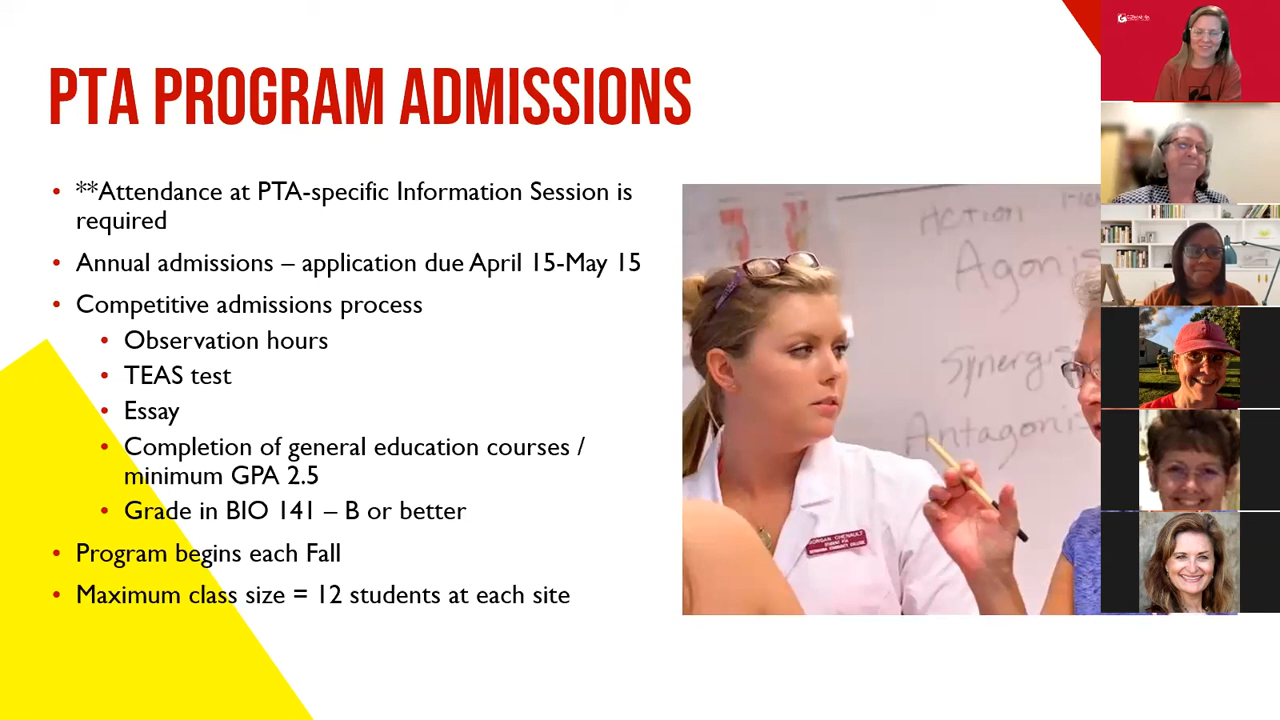 PTA PROGRAM ADMISSIONS
• **Attendance at PTA-specific Information Session is
required
• Annual admissions – application due April 15-May 15
• Competitive admissions process
• Observation hours
• TEAS test
• Essay
• Completion of general education courses /
minimum GPA 2.5
• Grade in BIO 141 – B or better
• Program begins each Fall
• Maximum class size = 12 students at each site
ACTION
Agonis
Synergis
Antagonis